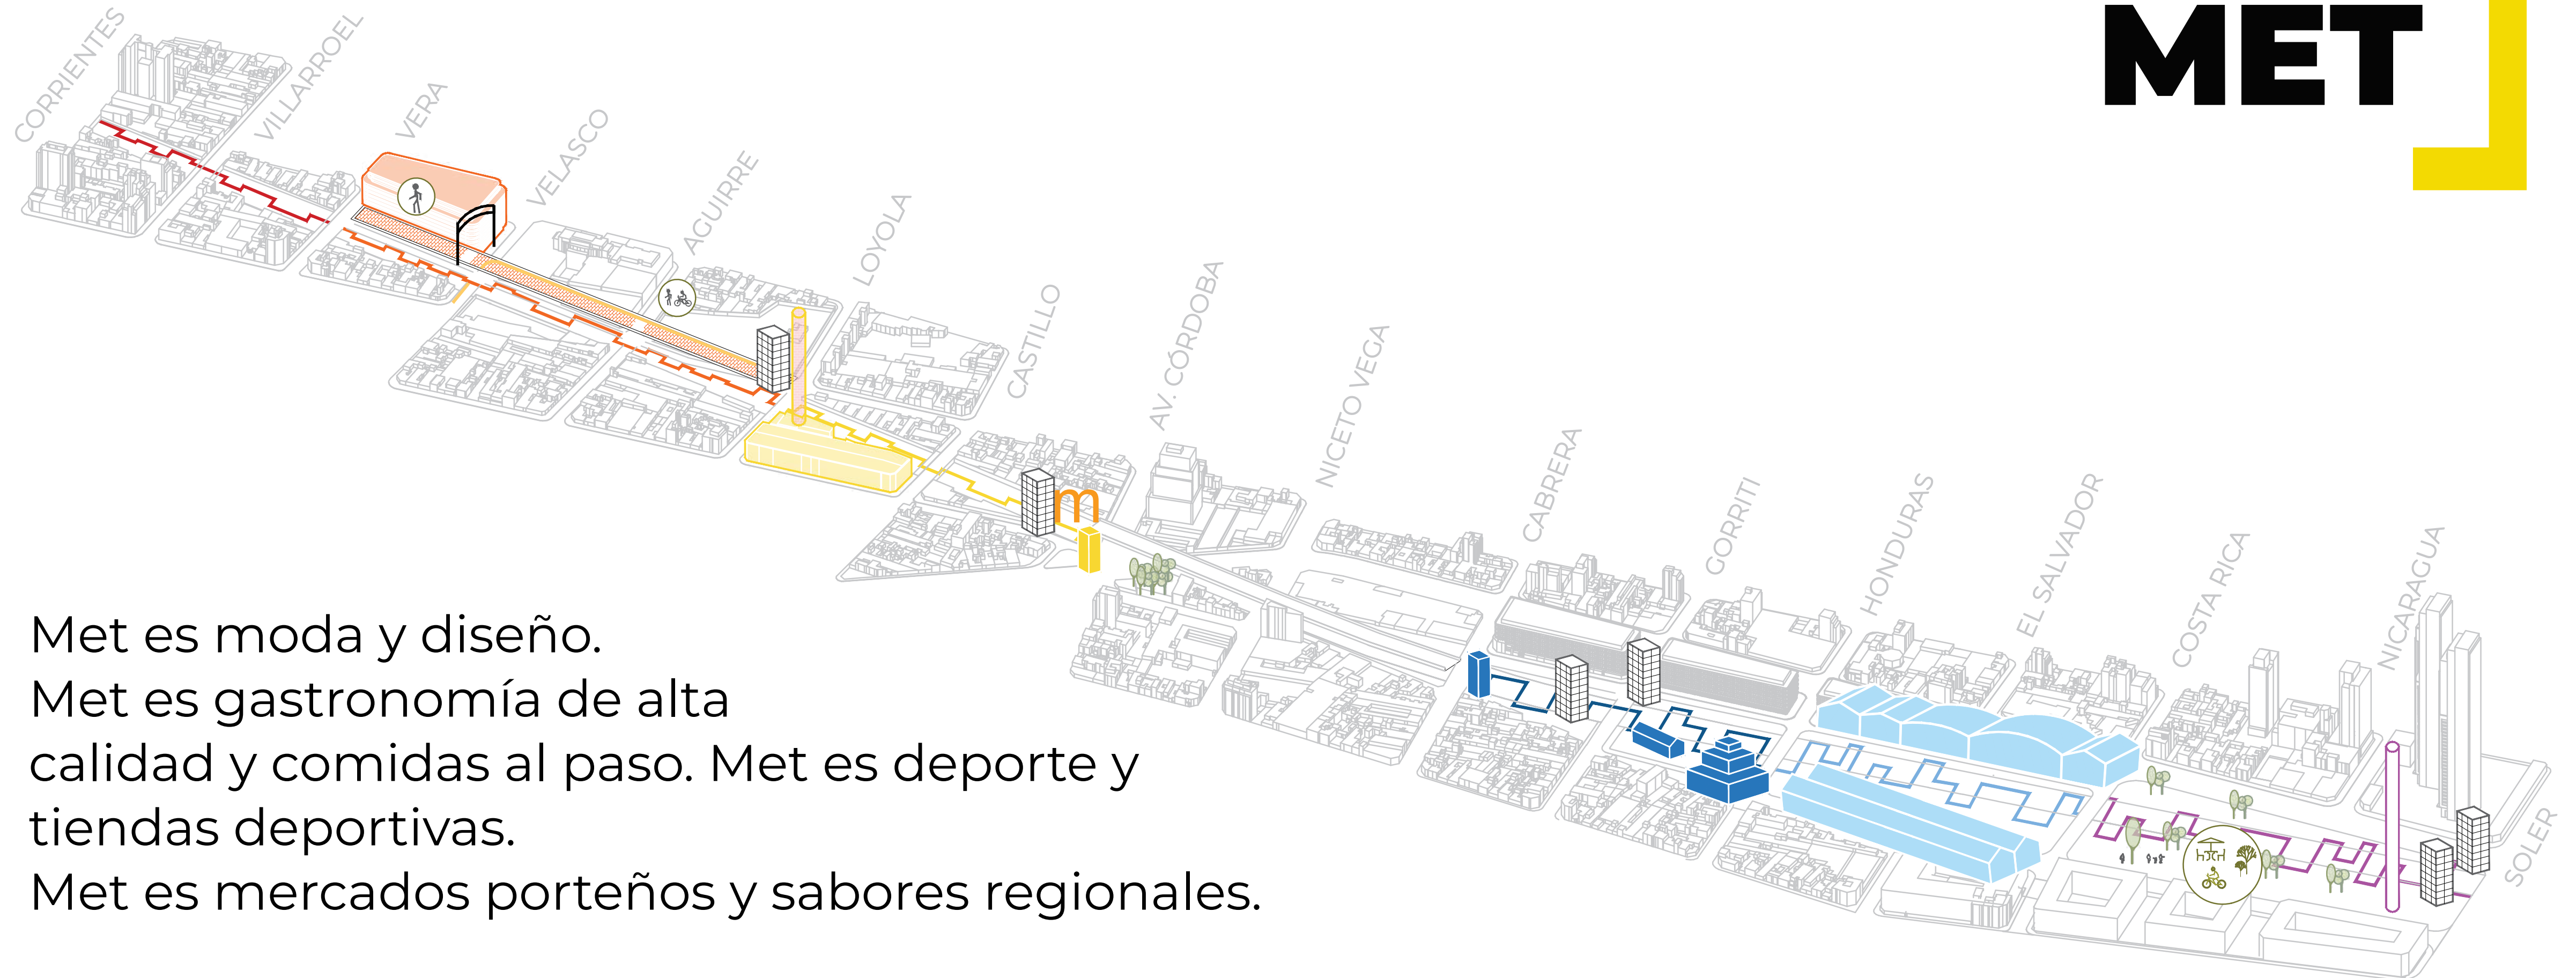 MET
CORRIENTES
VILLARROEL
VERA
VELASCO
AGUIRRE
LOYOLA
CASTILLO
AV. CÓRDOBA
NICETO VEGA
CABRERA
GORRITI
HONDURAS
EL SALVADOR
COSTA RICA
NICARAGUA
SOLER
m
Met es moda y diseño.
Met es gastronomía de alta
calidad y comidas al paso. Met es deporte y
tiendas deportivas.
Met es mercados porteños y sabores regionales.